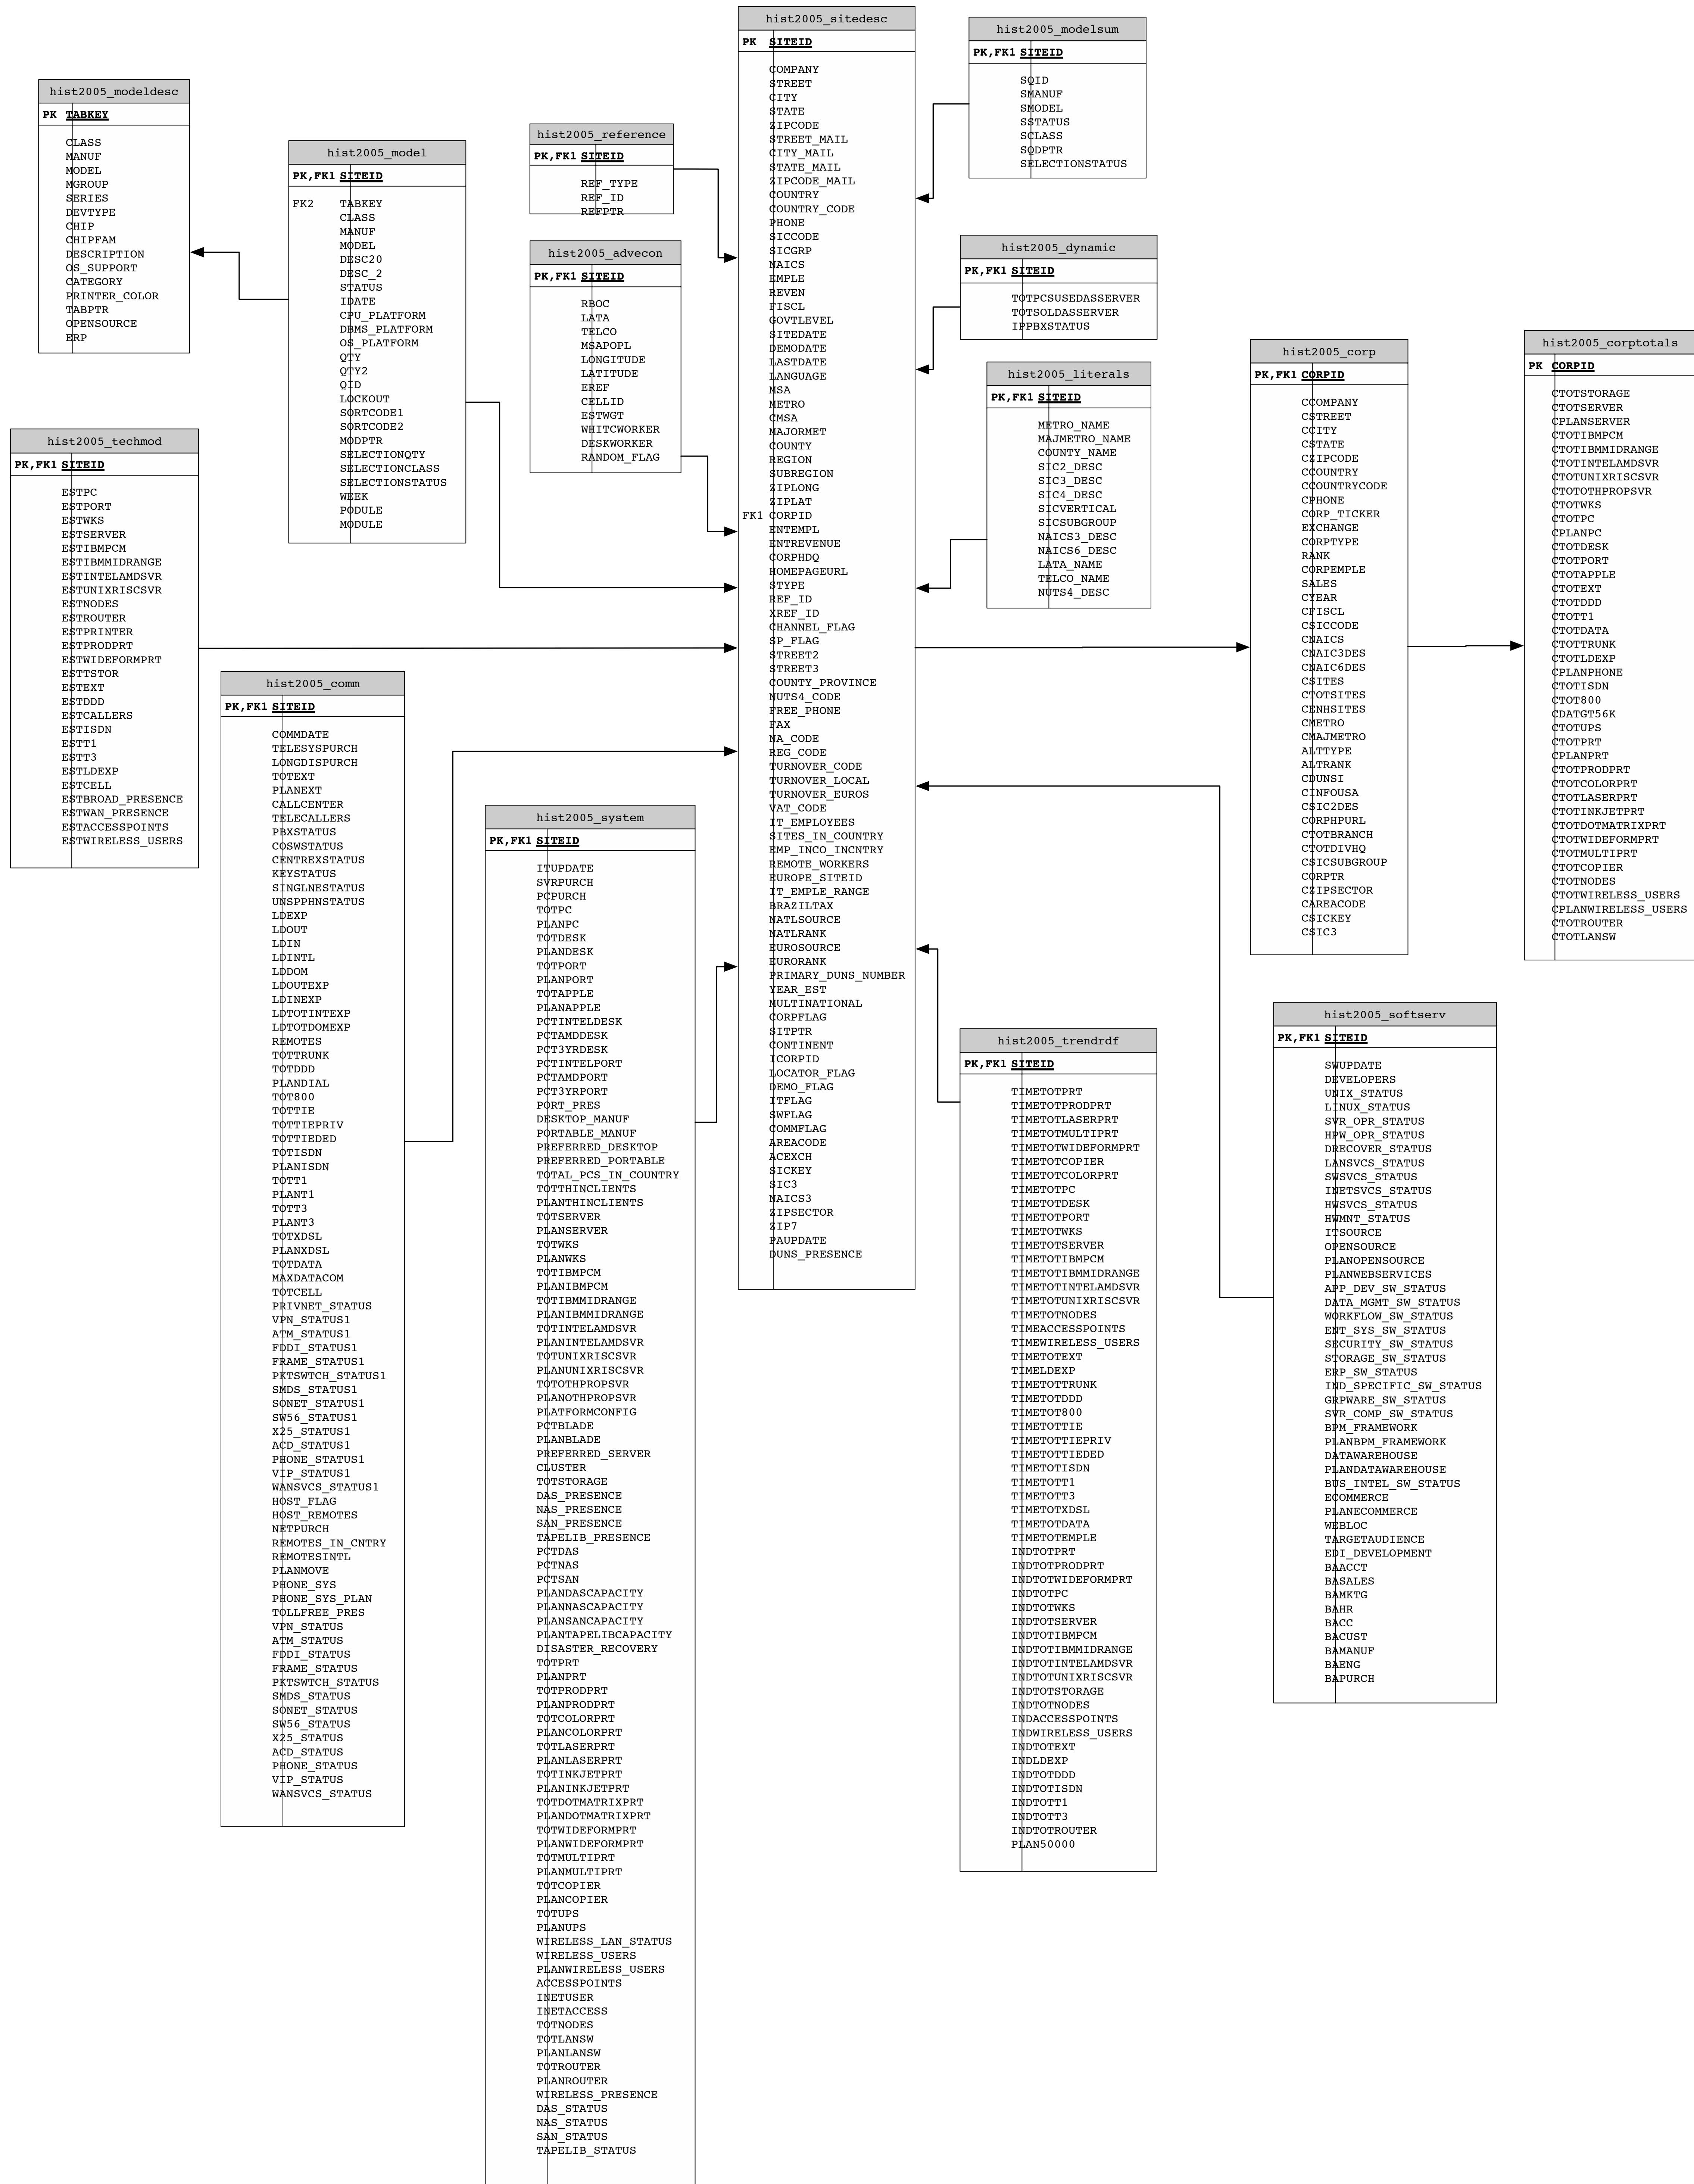 hist2005_modeldesc
PK TABKEY
CLASS
MANUF
MODEL
MGROUP
SERIES
DEVTYPE
CHIP
CHIPFAM
DESCRIPTION
OS_SUPPORT
CATEGORY
PRINTER_COLOR
TABPTR
OPENSOURCE
ERP
hist2005_techmod
PK,FK1 SITEID
ESTPC
ESTPORT
ESTWKS
ESTSERVER
ESTIBMPCM
ESTIBMMIDRANGE
ESTINTELAMDSVR
ESTUNIXRISCSVR
ESTNODES
ESTROUTER
ESTPRINTER
ESTPRODPRT
ESTWIDEFORMPRT
ESTTSTOR
ESTEXT
ESTDDD
ESTCALLERS
ESTISDN
ESTT1
ESTT3
ESTLDEXP
ESTCELL
ESTBROAD_PRESENCE
ESTWAN_PRESENCE
ESTACCESSPOINTS
ESTWIRELESS_USERS
hist2005_model
PK,FK1 SITEID
FK2 TABKEY
CLASS
MANUF
MODEL
DESC20
DESC_2
STATUS
IDATE
CPU_PLATFORM
DBMS_PLATFORM
OS_PLATFORM
QTY
QTY2
QID
LOCKOUT
SORTCODE1
SORTCODE2
MODPTR
SELECTIONQTY
SELECTIONCLASS
SELECTIONSTATUS
WEEK
PODULE
MODULE
hist2005_comm
PK,FK1 SITEID
COMMDATE
TELESYSPURCH
LONGDISPURCH
TOTEXT
PLANEXT
CALLCENTER
TELECALLERS
PBXSTATUS
COSWSTATUS
CENTREXSTATUS
KEYSTATUS
SINGLNESTATUS
UNSPPHNSTATUS
LDEXP
LDOUT
LDIN
LDINTL
LDDOM
LDOUTEXP
LDINEXP
LDTOTINTEXP
LDTOTDOMEXP
REMOTES
TOTTRUNK
TOTDDD
PLANDIAL
TOT800
TOTTIE
TOTTIEPRIV
TOTTIEDED
TOTISDN
PLANISDN
TOTT1
PLANT1
TOTT3
PLANT3
TOTXDSL
PLANXDSL
TOTDATA
MAXDATACOM
TOTCELL
PRIVNET_STATUS
VPN_STATUS1
ATM_STATUS1
FDDI_STATUS1
FRAME_STATUS1
PKTSWTCH_STATUS1
SMDS_STATUS1
SONET_STATUS1
SW56_STATUS1
X25_STATUS1
ACD_STATUS1
PHONE_STATUS1
VIP_STATUS1
WANSVCS_STATUS1
HOST_FLAG
HOST_REMOTES
NETPURCH
REMOTES_IN_CNTRY
REMOTESINTL
PLANMOVE
PHONE_SYS
PHONE_SYS_PLAN
TOLLFREE_PRES
VPN_STATUS
ATM_STATUS
FDDI_STATUS
FRAME_STATUS
PKTSWTCH_STATUS
SMDS_STATUS
SONET_STATUS
SW56_STATUS
X25_STATUS
ACD_STATUS
PHONE_STATUS
VIP_STATUS
WANSVCS_STATUS
hist2005_reference
PK,FK1 SITEID
REF_TYPE
REF_ID
REFPTR
hist2005_advecon
PK,FK1 SITEID
RBOC
LATA
TELCO
MSAPOPL
LONGITUDE
LATITUDE
EREF
CELLID
ESTWGT
WHITCWORKER
DESKWORKER
RANDOM_FLAG
hist2005_system
PK,FK1 SITEID
ITUPDATE
SVRPURCH
PCPURCH
TOTPC
PLANPC
TOTDESK
PLANDESK
TOTPORT
PLANPORT
TOTAPPLE
PLANAPPLE
PCTINTELDESK
PCTAMDDESK
PCT3YRDESK
PCTINTELPORT
PCTAMDPORT
PCT3YRPORT
PORT_PRES
DESKTOP_MANUF
PORTABLE_MANUF
PREFERRED_DESKTOP
PREFERRED_PORTABLE
TOTAL_PCS_IN_COUNTRY
TOTTHINCLIENTS
PLANTHINCLIENTS
TOTSERVER
PLANSERVER
TOTWKS
PLANWKS
TOTIBMPCM
PLANIBMPCM
TOTIBMMIDRANGE
PLANIBMMIDRANGE
TOTINTELAMDSVR
PLANINTELAMDSVR
TOTUNIXRISCSVR
PLANUNIXRISCSVR
TOTOTHPROPSVR
PLANOTHPROPSVR
PLATFORMCONFIG
PCTBLADE
PLANBLADE
PREFERRED_SERVER
CLUSTER
TOTSTORAGE
DAS_PRESENCE
NAS_PRESENCE
SAN_PRESENCE
TAPELIB_PRESENCE
PCTDAS
PCTNAS
PCTSAN
PLANDASCAPACITY
PLANNASCAPACITY
PLANSANCAPACITY
PLANTAPELIBCAPACITY
DISASTER_RECOVERY
TOTPRT
PLANPRT
TOTPRODPRT
PLANPRODPRT
TOTCOLORPRT
PLANCOLORPRT
TOTLASERPRT
PLANLASERPRT
TOTINKJETPRT
PLANINKJETPRT
TOTDOTMATRIXPRT
PLANDOTMATRIXPRT
TOTWIDEFORMPRT
PLANWIDEFORMPRT
TOTMULTIPRT
PLANMULTIPRT
TOTCOPIER
PLANCOPIER
TOTUPS
PLANUPS
WIRELESS_LAN_STATUS
WIRELESS_USERS
PLANWIRELESS_USERS
ACCESSPOINTS
INETUSER
INETACCESS
TOTNODES
TOTLANSW
PLANLANSW
TOTROUTER
PLANROUTER
WIRELESS_PRESENCE
DAS_STATUS
NAS_STATUS
SAN_STATUS
TAPELIB_STATUS
hist2005_sitedesc
PK SITEID
COMPANY
STREET
CITY
STATE
ZIPCODE
STREET_MAIL
CITY_MAIL
STATE_MAIL
ZIPCODE_MAIL
COUNTRY
COUNTRY_CODE
PHONE
SICCODE
SICGRP
NAICS
EMPLE
REVEN
FISCL
GOVTLEVEL
SITEDATE
DEMODATE
LASTDATE
LANGUAGE
MSA
METRO
CMSA
MAJORMET
COUNTY
REGION
SUBREGION
ZIPLONG
ZIPLAT
FK1 CORPID
ENTEMPL
ENTREVENUE
CORPHDQ
HOMEPAGEURL
STYPE
REF_ID
XREF_ID
CHANNEL_FLAG
SP_FLAG
STREET2
STREET3
COUNTY_PROVINCE
NUTS4_CODE
FREE_PHONE
FAX
NA_CODE
REG_CODE
TURNOVER_CODE
TURNOVER_LOCAL
TURNOVER_EUROS
VAT_CODE
IT_EMPLOYEES
SITES_IN_COUNTRY
EMP_INCO_INCNTRY
REMOTE_WORKERS
EUROPE_SITEID
IT_EMPLE_RANGE
BRAZILTAX
NATLSOURCE
NATLRANK
EUROSOURCE
EURORANK
PRIMARY_DUNS_NUMBER
YEAR_EST
MULTINATIONAL
CORPFLAG
SITPTR
CONTINENT
ICORPID
LOCATOR_FLAG
DEMO_FLAG
ITFLAG
SWFLAG
COMMFLAG
AREACODE
ACEXCH
SICKEY
SIC3
NAICS3
ZIPSECTOR
ZIP7
PAUPDATE
DUNS_PRESENCE
hist2005_modelsum
PK,FK1 SITEID
SQID
SMANUF
SMODEL
SSTATUS
SCLASS
SQDPTR
SELECTIONSTATUS
hist2005_dynamic
PK,FK1 SITEID
TOTPCSUSEDASSERVER
TOTSOLDASSERVER
IPPBXSTATUS
hist2005_literals
PK,FK1 SITEID
METRO_NAME
MAJMETRO_NAME
COUNTY_NAME
SIC2_DESC
SIC3_DESC
SIC4_DESC
SICVERTICAL
SICSUBGROUP
NAICS3_DESC
NAICS6_DESC
LATA_NAME
TELCO_NAME
NUTS4_DESC
hist2005_trendrdf
PK,FK1 SITEID
TIMETOTPRT
TIMETOTPRODPRT
TIMETOTLASERPRT
TIMETOTMULTIPRT
TIMETOTWIDEFORMPRT
TIMETOTCOPIER
TIMETOTCOLORPRT
TIMETOTPC
TIMETOTDESK
TIMETOTPORT
TIMETOTWKS
TIMETOTSERVER
TIMETOTIBMPCM
TIMETOTIBMMIDRANGE
TIMETOTINTELAMDSVR
TIMETOTUNIXRISCSVR
TIMETOTNODES
TIMEACCESSPOINTS
TIMEWIRELESS_USERS
TIMETOTEXT
TIMELDEXP
TIMETOTTRUNK
TIMETOTDDD
TIMETOT800
TIMETOTTIE
TIMETOTTIEPRIV
TIMETOTTIEDED
TIMETOTISDN
TIMETOTT1
TIMETOTT3
TIMETOTXDSL
TIMETOTDATA
TIMETOTEMPLE
INDTOTPRT
INDTOTPRODPRT
INDTOTWIDEFORMPRT
INDTOTPC
INDTOTWKS
INDTOTSERVER
INDTOTIBMPCM
INDTOTIBMMIDRANGE
INDTOTINTELAMDSVR
INDTOTUNIXRISCSVR
INDTOTSTORAGE
INDTOTNODES
INDACCESSPOINTS
INDWIRELESS_USERS
INDTOTEXT
INDLDEXP
INDTOTDDD
INDTOTISDN
INDTOTT1
INDTOTT3
INDTOTROUTER
PLAN50000
hist2005_corp
PK,FK1 CORPID
CCOMPANY
CSTREET
CCITY
CSTATE
CZIPCODE
CCOUNTRY
CCOUNTRYCODE
CPHONE
CORP_TICKER
EXCHANGE
CORPTYPE
RANK
CORPEMPLE
SALES
CYEAR
CFISCL
CSICCODE
CNAICS
CNAIC3DES
CNAIC6DES
CSITES
CTOTSITES
CENHSITES
CMETRO
CMAJMETRO
ALTTYPE
ALTRANK
CDUNSI
CINFOUSA
CSIC2DES
CORPHPURL
CTOTBRANCH
CTOTDIVHQ
CSICSUBGROUP
CORPTR
CZIPSECTOR
CAREACODE
CSICKEY
CSIC3
hist2005_softserv
PK,FK1 SITEID
SWUPDATE
DEVELOPERS
UNIX_STATUS
LINUX_STATUS
SVR_OPR_STATUS
HPW_OPR_STATUS
DRECOVER_STATUS
LANSVCS_STATUS
SWSVCS_STATUS
INETSVCS_STATUS
HWSVCS_STATUS
HWMNT_STATUS
ITSOURCE
OPENSOURCE
PLANOPENSOURCE
PLANWEBSERVICES
APP_DEV_SW_STATUS
DATA_MGMT_SW_STATUS
WORKFLOW_SW_STATUS
ENT_SYS_SW_STATUS
SECURITY_SW_STATUS
STORAGE_SW_STATUS
ERP_SW_STATUS
IND_SPECIFIC_SW_STATUS
GRPWARE_SW_STATUS
SVR_COMP_SW_STATUS
BPM_FRAMEWORK
PLANBPM_FRAMEWORK
DATAWAREHOUSE
PLANDATAWAREHOUSE
BUS_INTEL_SW_STATUS
ECOMMERCE
PLANECOMMERCE
WEBLOC
TARGETAUDIENCE
EDI_DEVELOPMENT
BAACCT
BASALES
BAMKTG
BAHR
BACC
BACUST
BAMANUF
BAENG
BAPURCH
hist2005_corptotals
PK CORPID
CTOTSTORAGE
CTOTSERVER
CPLANSERVER
CTOTIBMPCM
CTOTIBMMIDRANGE
CTOTINTELAMDSVR
CTOTUNIXRISCSVR
CTOTOTHPROPSVR
CTOTWKS
CTOTPC
CPLANPC
CTOTDESK
CTOTPORT
CTOTAPPLE
CTOTEXT
CTOTDDD
CTOTT1
CTOTDATA
CTOTTRUNK
CTOTLDEXP
CPLANPHONE
CTOTISDN
CTOT800
CDATGT56K
CTOTUPS
CTOTPRT
CPLANPRT
CTOTPRODPRT
CTOTCOLORPRT
CTOTLASERPRT
CTOTINKJETPRT
CTOTDOTMATRIXPRT
CTOTWIDEFORMPRT
CTOTMULTIPRT
CTOTCOPIER
CTOTNODES
CTOTWIRELESS_USERS
CPLANWIRELESS_USERS
CTOTROUTER
CTOTLANSW